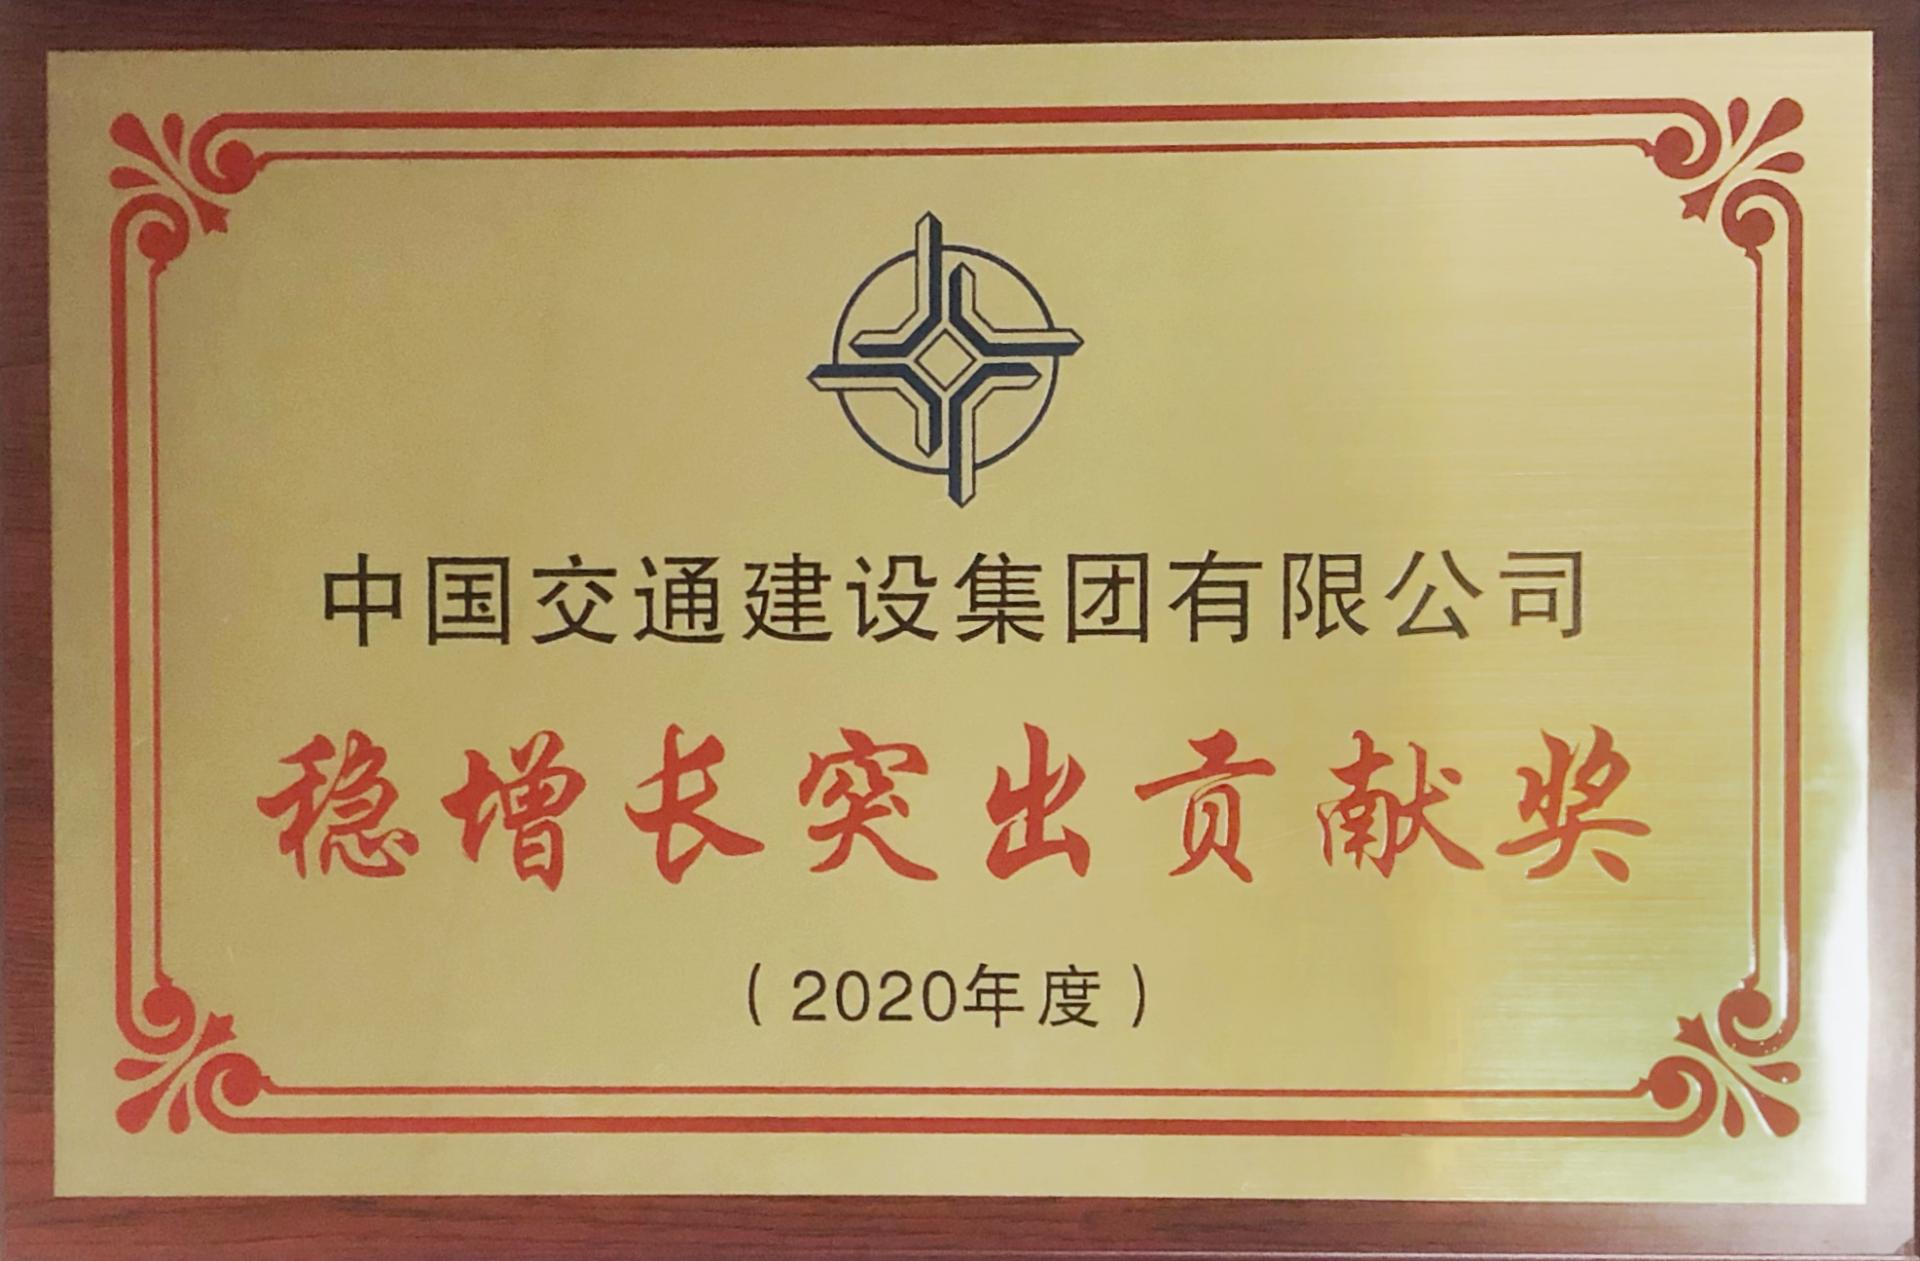 中国交通建设集团有限公司
稳增长突出贡献奖
（2020年度）